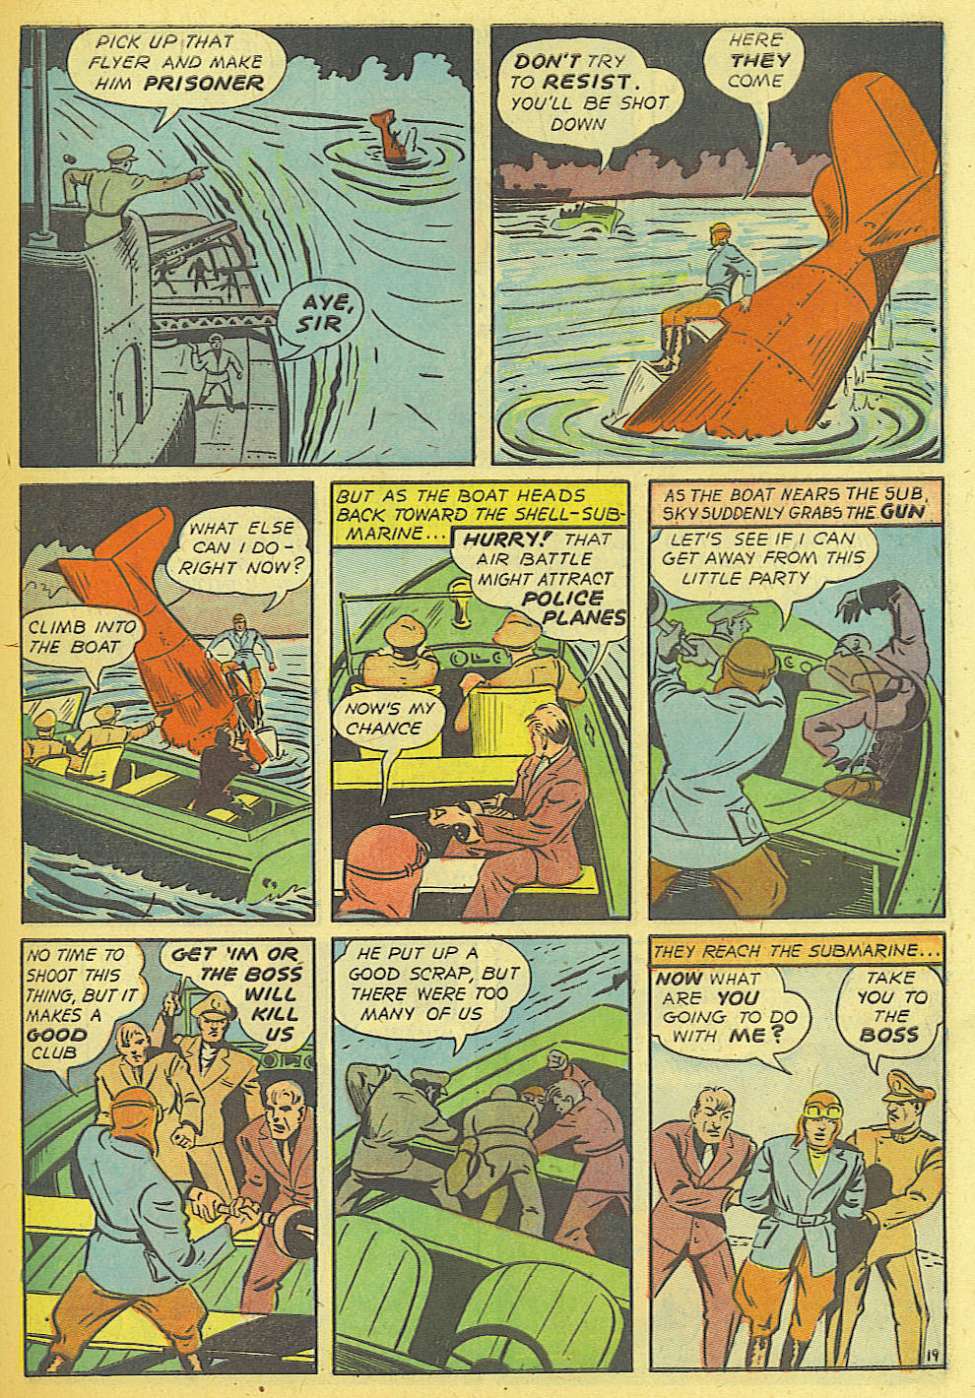 PICK UP THAT
FLYER AND MAKE
HIM PRISONER
AYE,
SIR
DON'T TRY
TO RESIST.
YOU'LL BE SHOT
DOWN
HERE
THEY
COME
WHAT ELSE
CAN I DO -
RIGHT NOW?
CLIMB INTO
THE BOAT
BUT AS THE BOAT HEADS
BACK TOWARD THE SHELL-SUB-
MARINE...
HURRY! THAT
AIR BATTLE
MIGHT ATTRACT
POLICE
PLANES
NOW'S MY
CHANCE
AS THE BOAT NEARS THE SUB,
SKY SUDDENLY GRABS THE GUN
LET'S SEE IF I CAN
GET AWAY FROM THIS
LITTLE PARTY
NO TIME TO
SHOOT THIS
THING, BUT IT
MAKES A
GOOD
CLUB
GET 'IM OR
THE BOSS
WILL
KILL
US
HE PUT UP A
GOOD SCRAP, BUT
THERE WERE TOO
MANY OF US
THEY REACH THE SUBMARINE...
NOW WHAT
ARE YOU
GOING TO DO
WITH ME?
TAKE
YOU TO
THE
BOSS
19